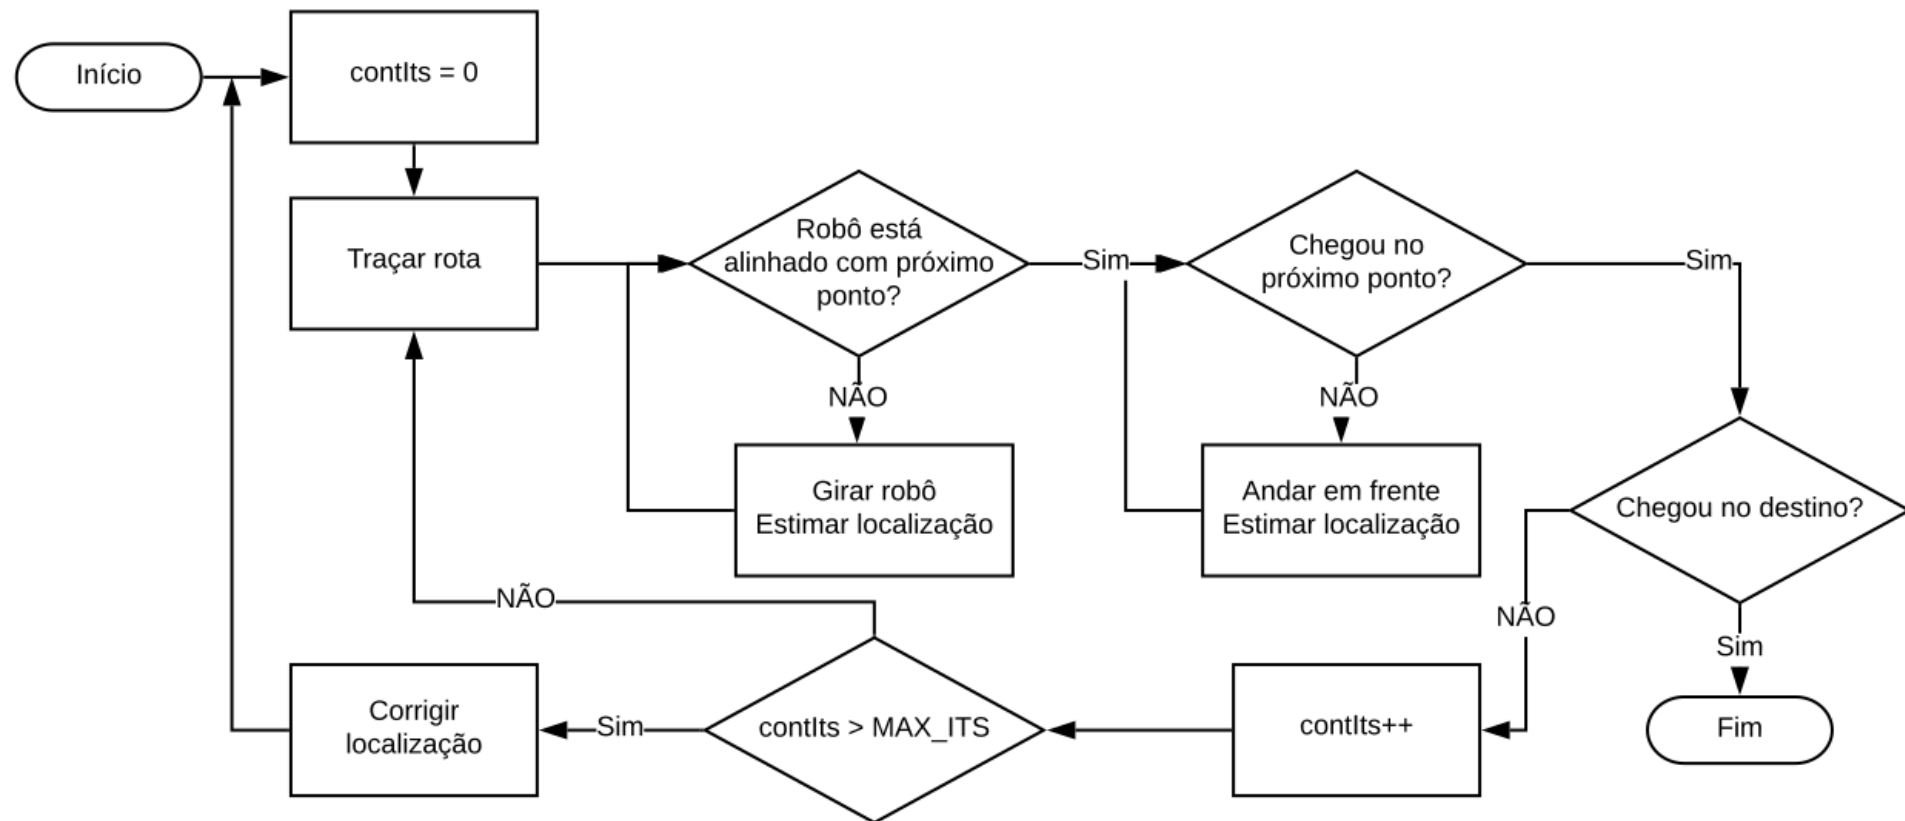 Início
contIts = 0
Traçar rota
Robô está
alinhado com próximo
ponto?
Sim
Chegou no
próximo ponto?
Sim
NÃO
NÃO
Girar robô
Estimar localização
Andar em frente
Estimar localização
Chegou no destino?
NÃO
NÃO
Sim
Corrigir
localização
Sim
contIts > MAX_ITS
contIts++
Fim